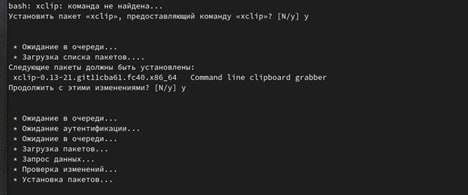 bash: xclip: команда не найдена...
Установить пакет «xclip», предоставляющий команду «xclip»? [N/y] y
* Ожидание в очереди...
* Загрузка списка пакетов....
Следующие пакеты должны быть установлены:
xclip-0.13-21.git11cba61.fc40.x86_64 Command line clipboard grabber
Продолжить с этими изменениями? [N/y] y
* Ожидание в очереди...
* Ожидание аутентификации...
* Ожидание в очереди...
* Загрузка пакетов...
* Запрос данных...
* Проверка изменений...
* Установка пакетов...